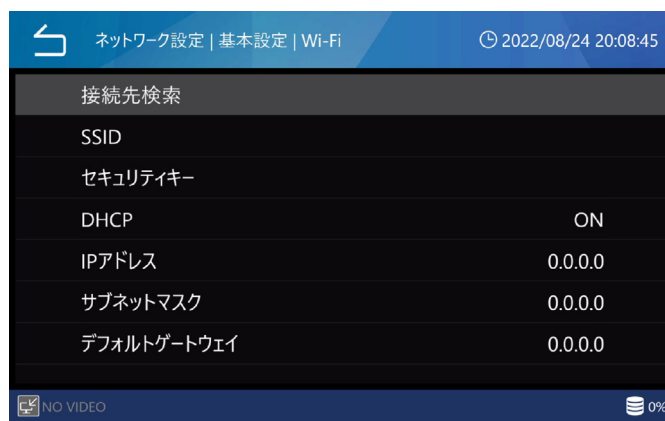 ネットワーク設定 | 基本設定 | Wi-Fi
2022/08/24 20:08:45
接続先検索
SSID
セキュリティキー
DHCP ON
IPアドレス 0.0.0.0
サブネットマスク 0.0.0.0
デフォルトゲートウェイ 0.0.0.0
NO VIDEO
0%